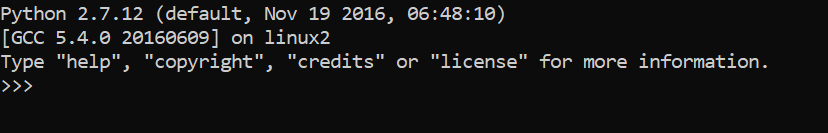 Python 2.7.12 (default, Nov 19 2016, 06:48:10)
[GCC 5.4.0 20160609] on linux2
Type "help", "copyright", "credits" or "license" for more information.
>>>